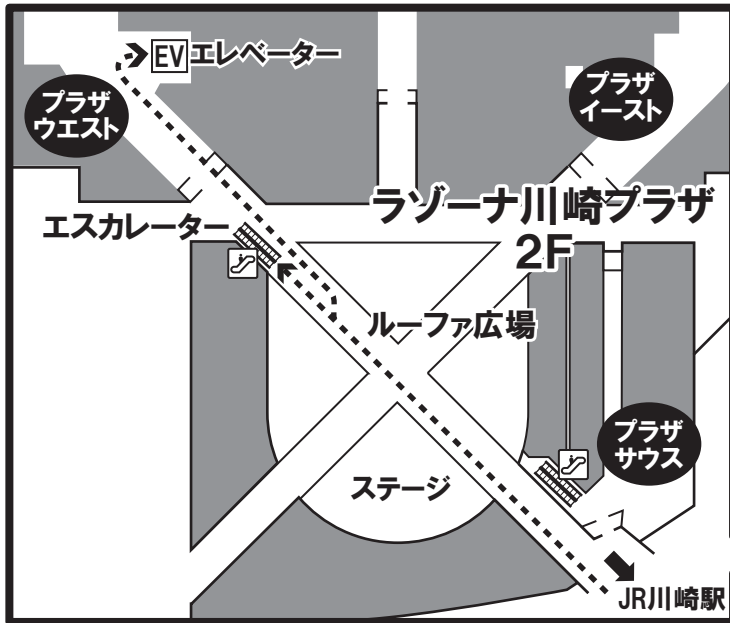 EVエレベーター
プラザ
ウエスト
プラザ
イースト
ラゾーナ川崎プラザ
2F
エスカレーター
ルーファ広場
プラザ
サウス
ステージ
JR川崎駅